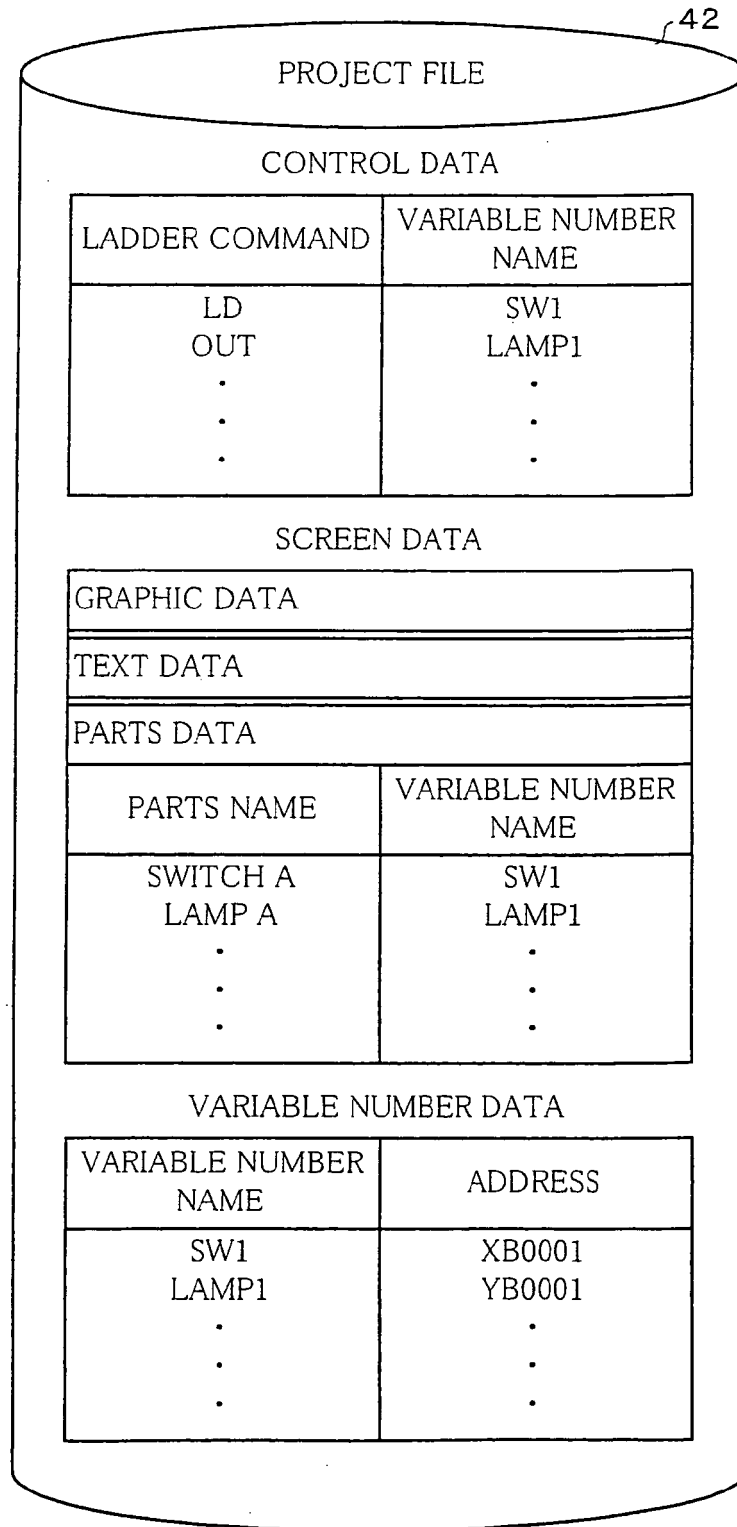 42
PROJECT FILE
CONTROL DATA
LADDER COMMAND
VARIABLE NUMBER
NAME
LD
SW1
OUT
LAMP1
SCREEN DATA
GRAPHIC DATA
TEXT DATA
PARTS DATA
PARTS NAME
VARIABLE NUMBER
NAME
SWITCH A
SW1
LAMP A
LAMP1
VARIABLE NUMBER DATA
VARIABLE NUMBER
NAME
ADDRESS
SW1
XB0001
LAMP1
YB0001